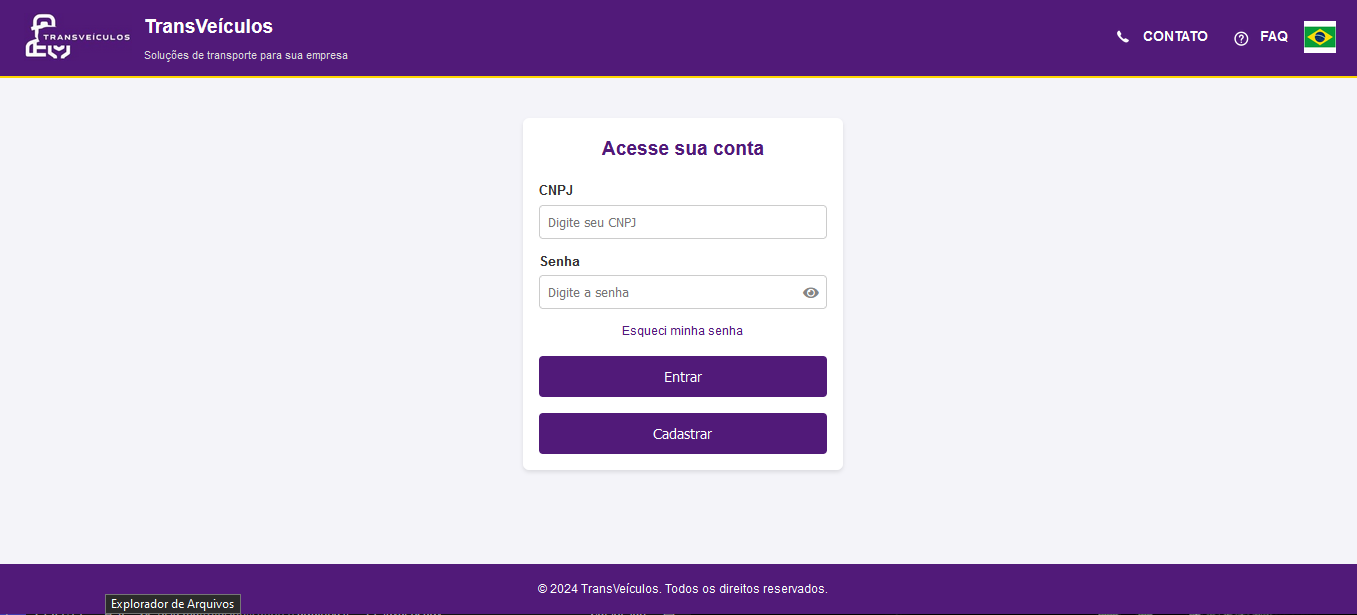 TRANSVEÍCULOS
TransVeículos
Soluções de transporte para sua empresa
CONTATO
FAQ
Acesse sua conta
CNPJ
Digite seu CNPJ
Senha
Digite a senha
Esqueci minha senha
Entrar
Cadastrar
© 2024 TransVeículos. Todos os direitos reservados.
Explorador de Arquivos